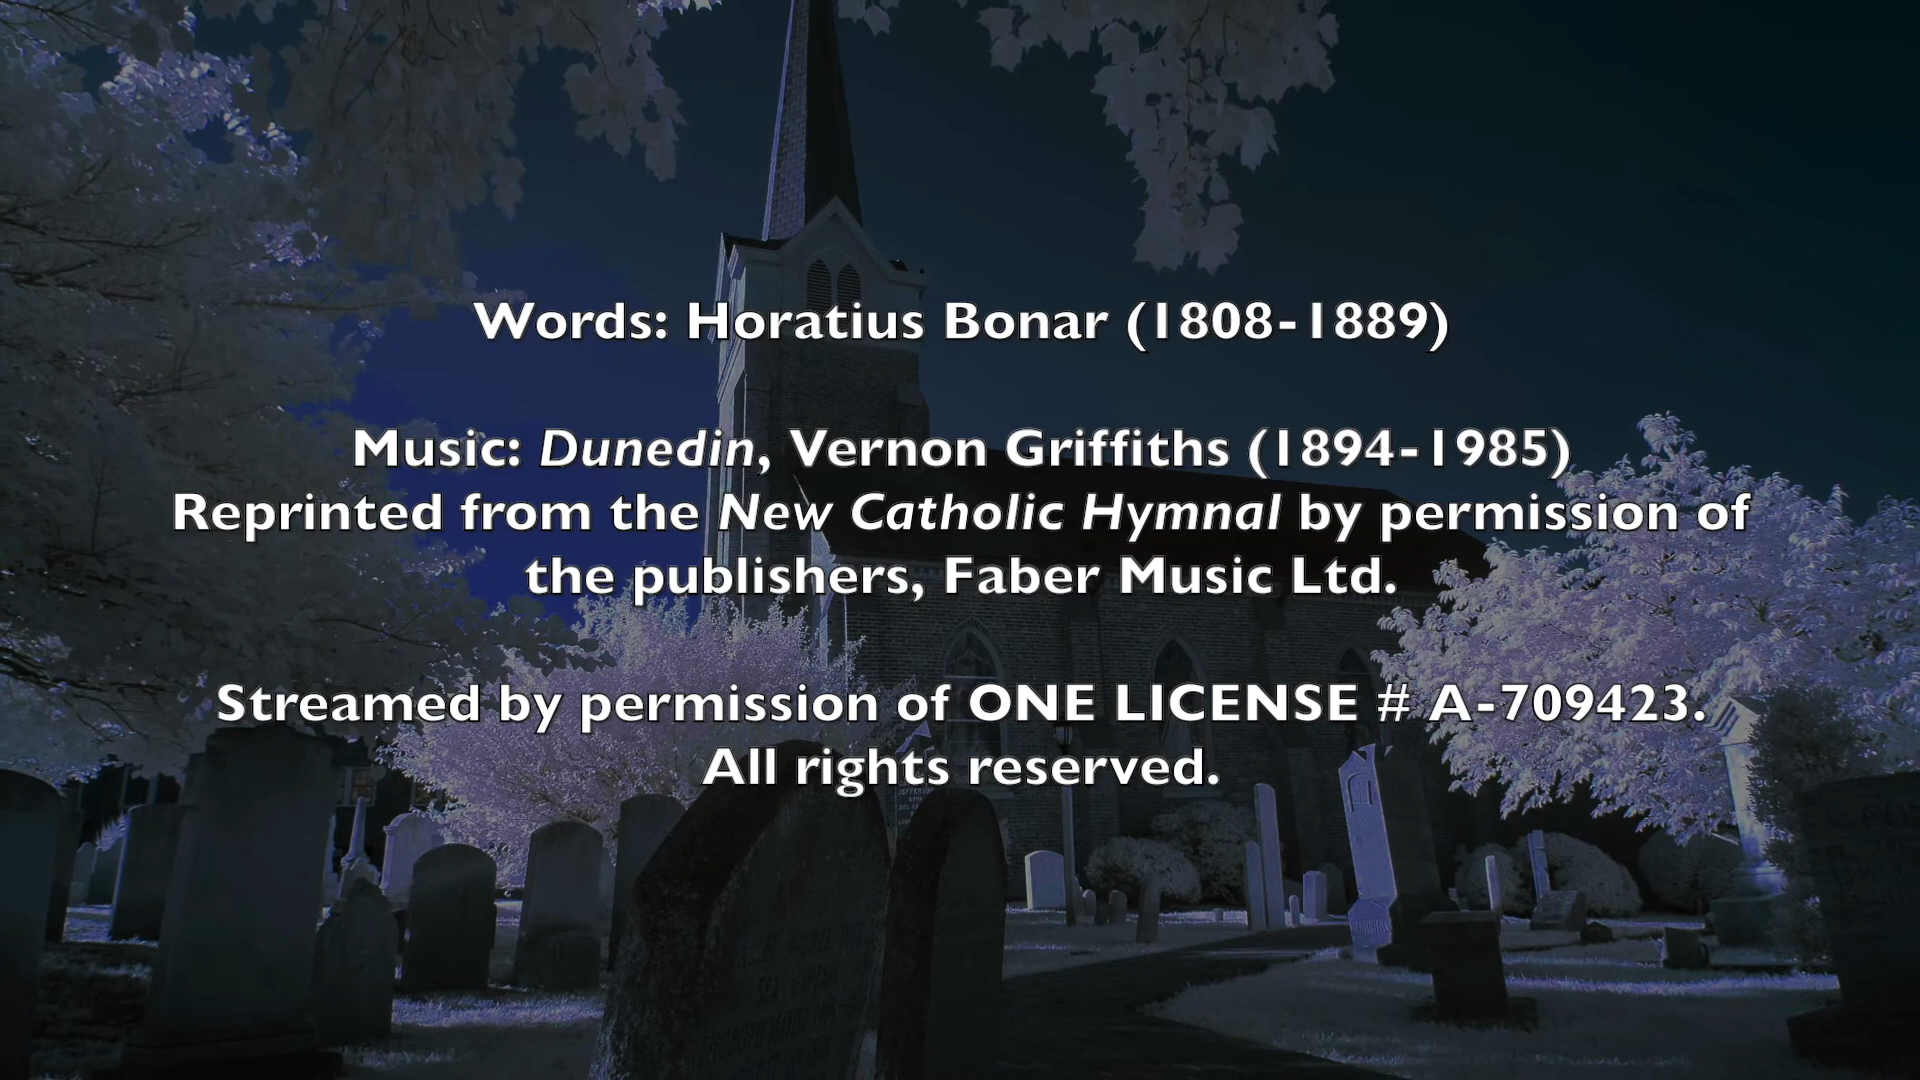 Words: Horatius Bonar (1808-1889)
Music: Dunedin, Vernon Griffiths (1894-1985)
Reprinted from the New Catholic Hymnal by permission of
the publishers, Faber Music Ltd.
Streamed by permission of ONE LICENSE # A-709423.
All rights reserved.